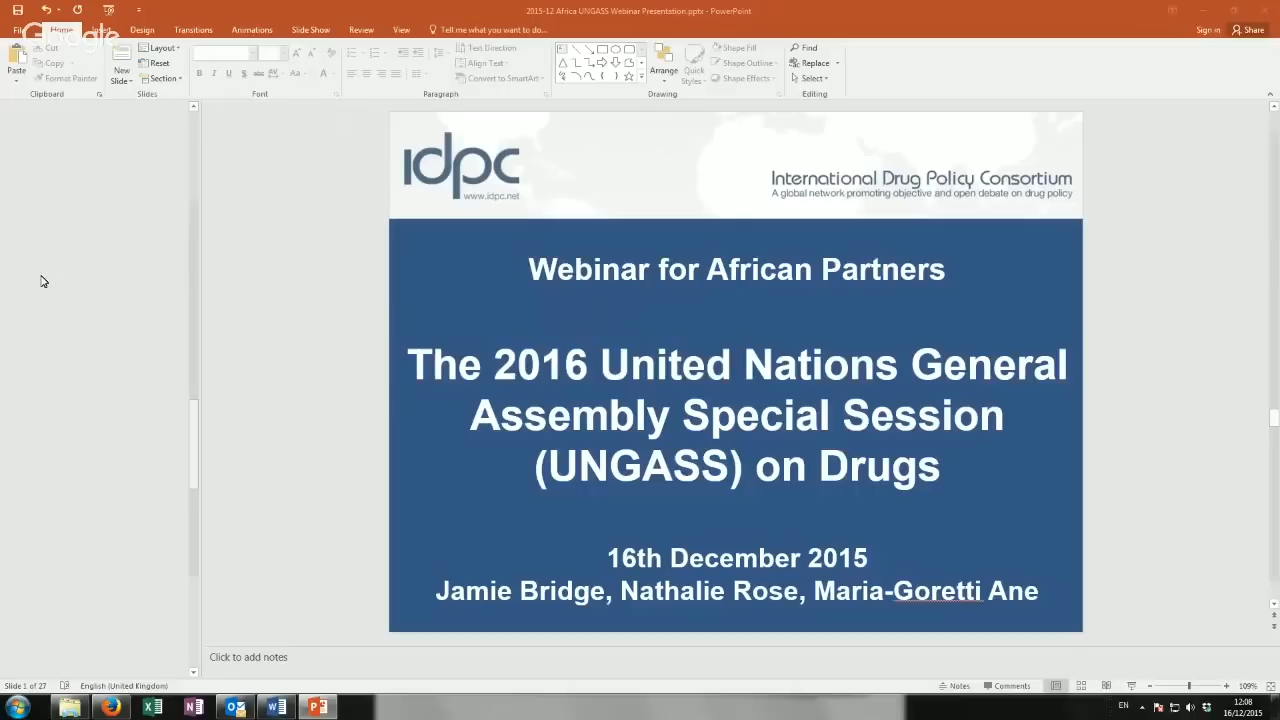 2015-12 Africa UNGASS Webinar Presentation.pptx - PowerPoint
Sign in
Share
File
Home
Insert
Design
Transitions
Animations
Slide Show
Review
View
Tell me what you want to do...
Google
Paste
Cut
Copy
Format Painter
Clipboard
New
Slide
Layout
Reset
Section
Slides
B I U S abc AV Aa A
Font
Text Direction
Align Text
Convert to SmartArt
Paragraph
Arrange
Quick
Styles
Shape Fill
Shape Outline
Shape Effects
Drawing
Find
Replace
Select
Editing
idpc
www.idpc.net
International Drug Policy Consortium
A global network promoting objective and open debate on drug policy
Webinar for African Partners
The 2016 United Nations General
Assembly Special Session
(UNGASS) on Drugs
16th December 2015
Jamie Bridge, Nathalie Rose, Maria-Goretti Ane
Click to add notes
Slide 1 of 27
English (United Kingdom)
Notes
Comments
109%
EN
12:08
16/12/2015